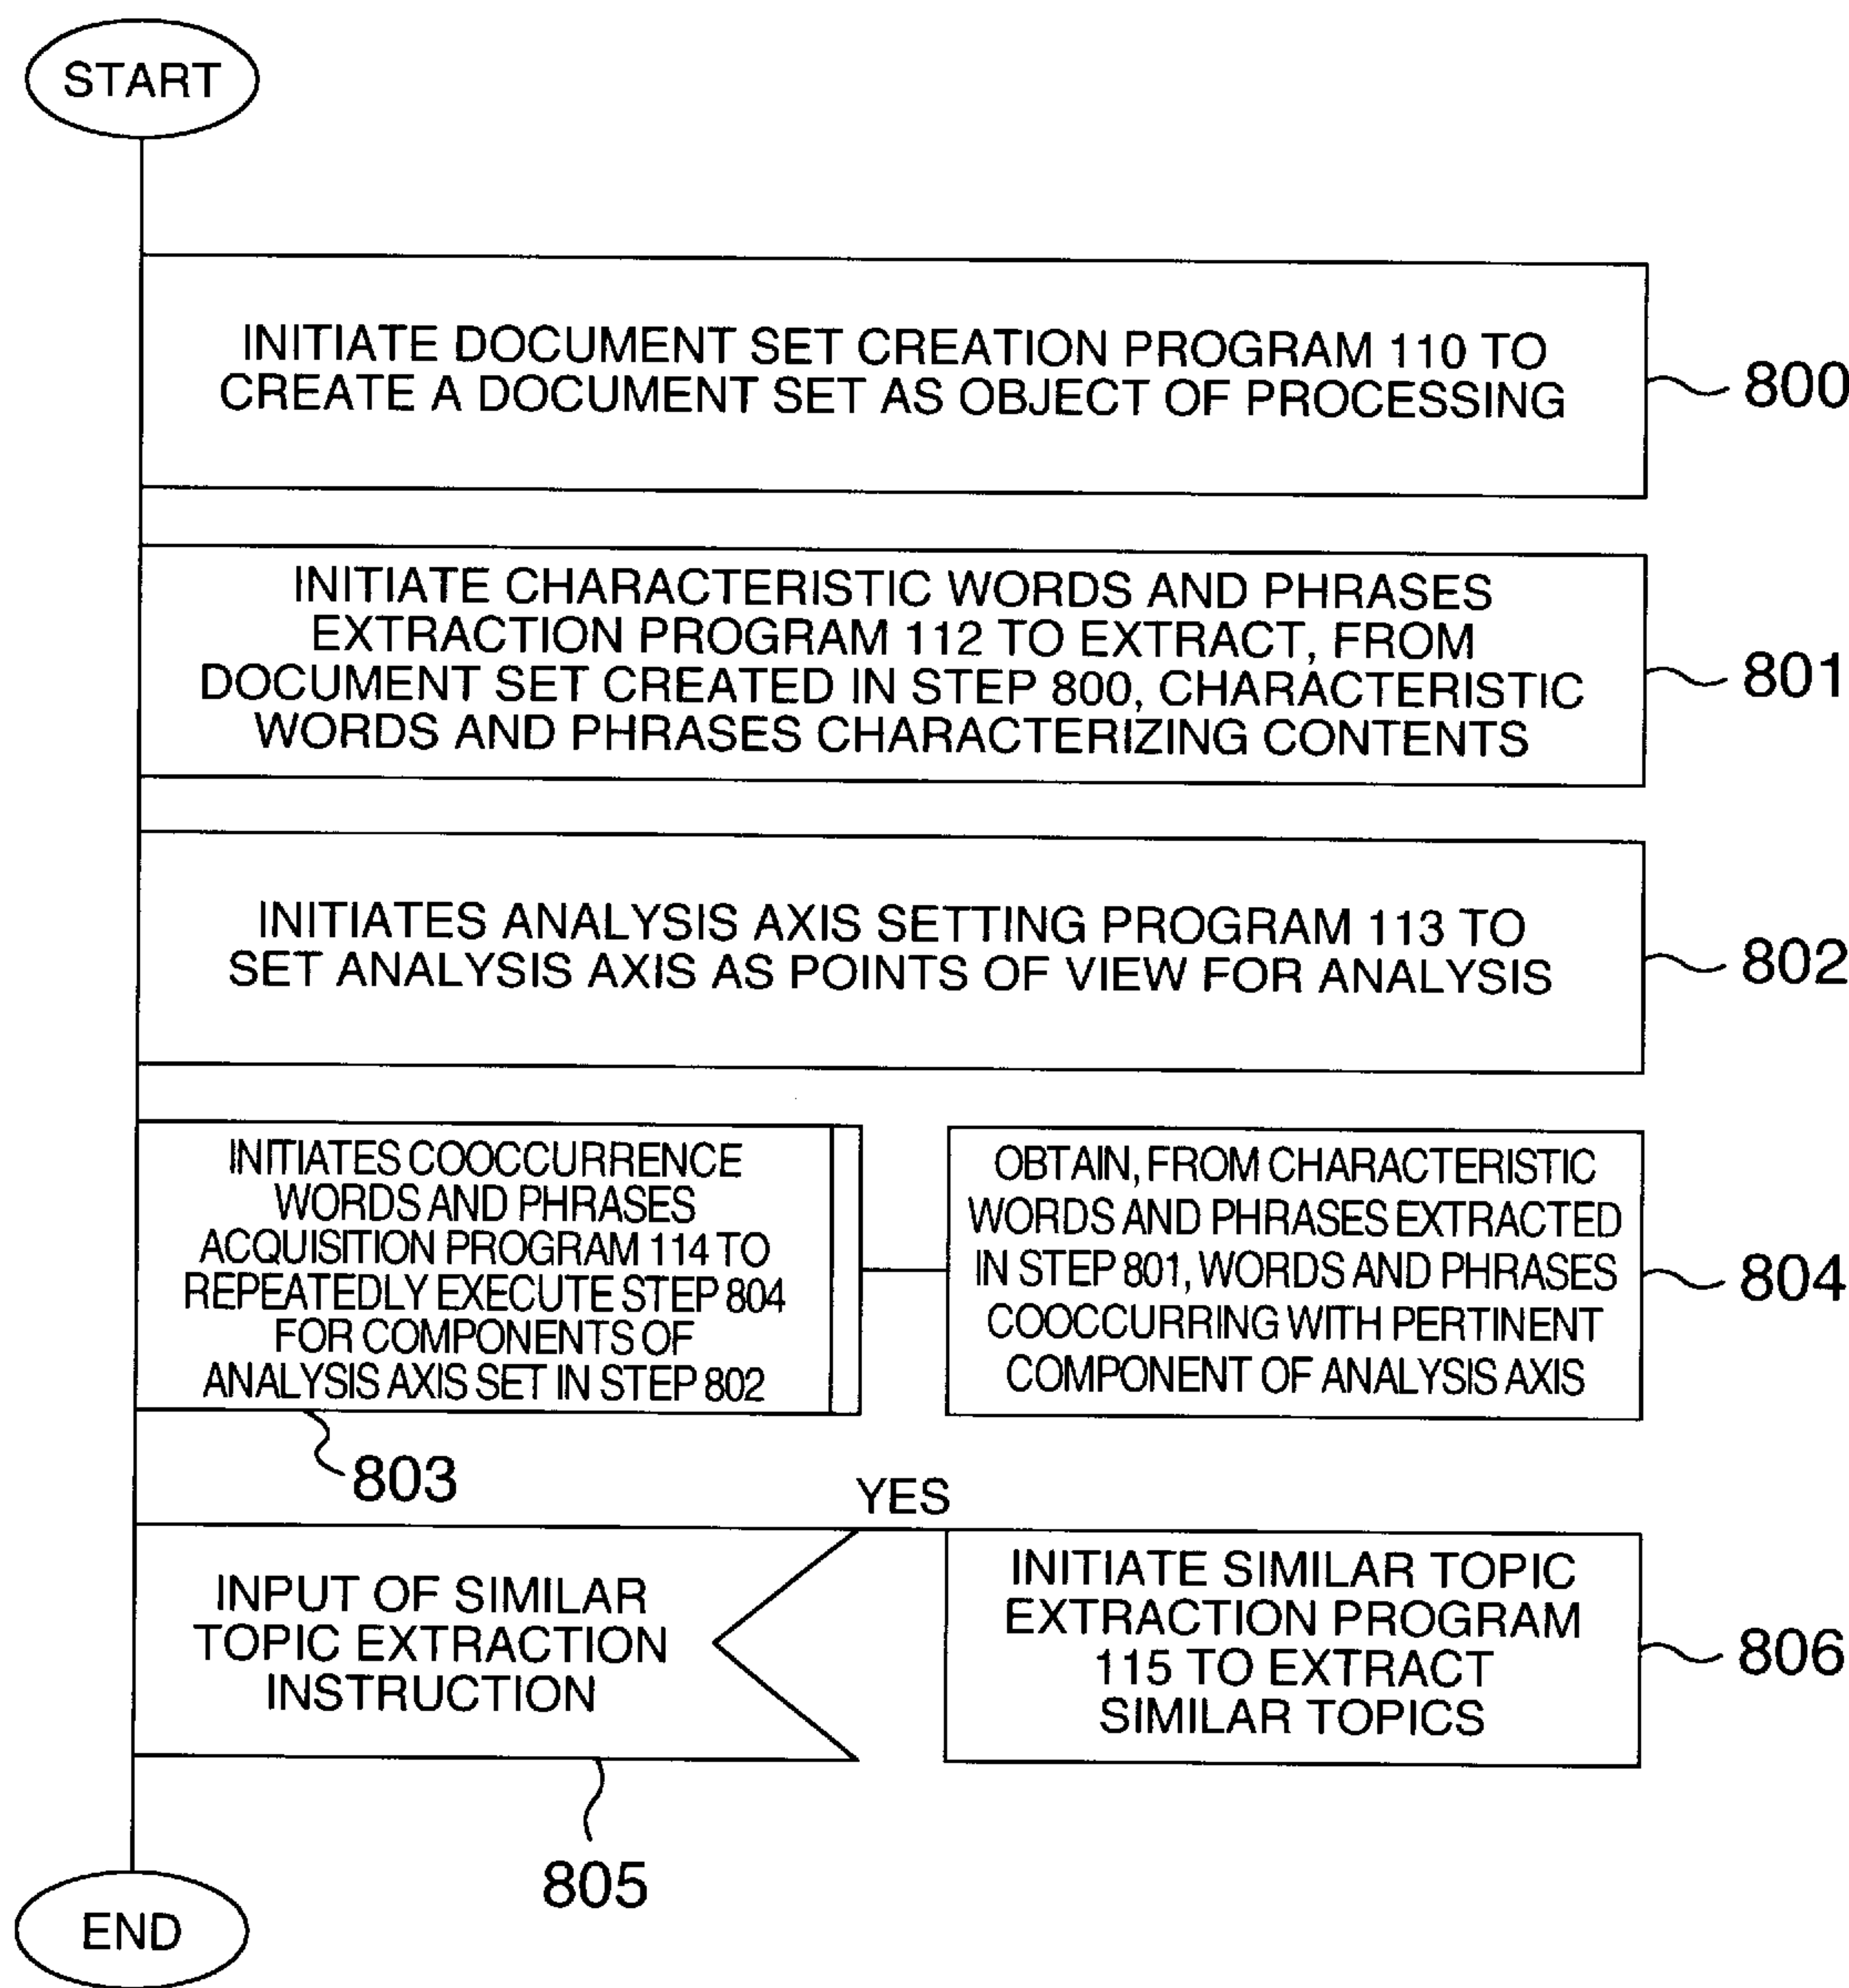 START
INITIATE DOCUMENT SET CREATION PROGRAM 110 TO
CREATE A DOCUMENT SET AS OBJECT OF PROCESSING
800
INITIATE CHARACTERISTIC WORDS AND PHRASES
EXTRACTION PROGRAM 112 TO EXTRACT, FROM
DOCUMENT SET CREATED IN STEP 800, CHARACTERISTIC
WORDS AND PHRASES CHARACTERIZING CONTENTS
801
INITIATES ANALYSIS AXIS SETTING PROGRAM 113 TO
SET ANALYSIS AXIS AS POINTS OF VIEW FOR ANALYSIS
802
INITIATES COOCCURRENCE
WORDS AND PHRASES
ACQUISITION PROGRAM 114 TO
REPEATEDLY EXECUTE STEP 804
FOR COMPONENTS OF
ANALYSIS AXIS SET IN STEP 802
803
OBTAIN, FROM CHARACTERISTIC
WORDS AND PHRASES EXTRACTED
IN STEP 801, WORDS AND PHRASES
COOCCURRING WITH PERTINENT
COMPONENT OF ANALYSIS AXIS
804
INPUT OF SIMILAR
TOPIC EXTRACTION
INSTRUCTION
805
YES
INITIATE SIMILAR TOPIC
EXTRACTION PROGRAM
115 TO EXTRACT
SIMILAR TOPICS
806
END